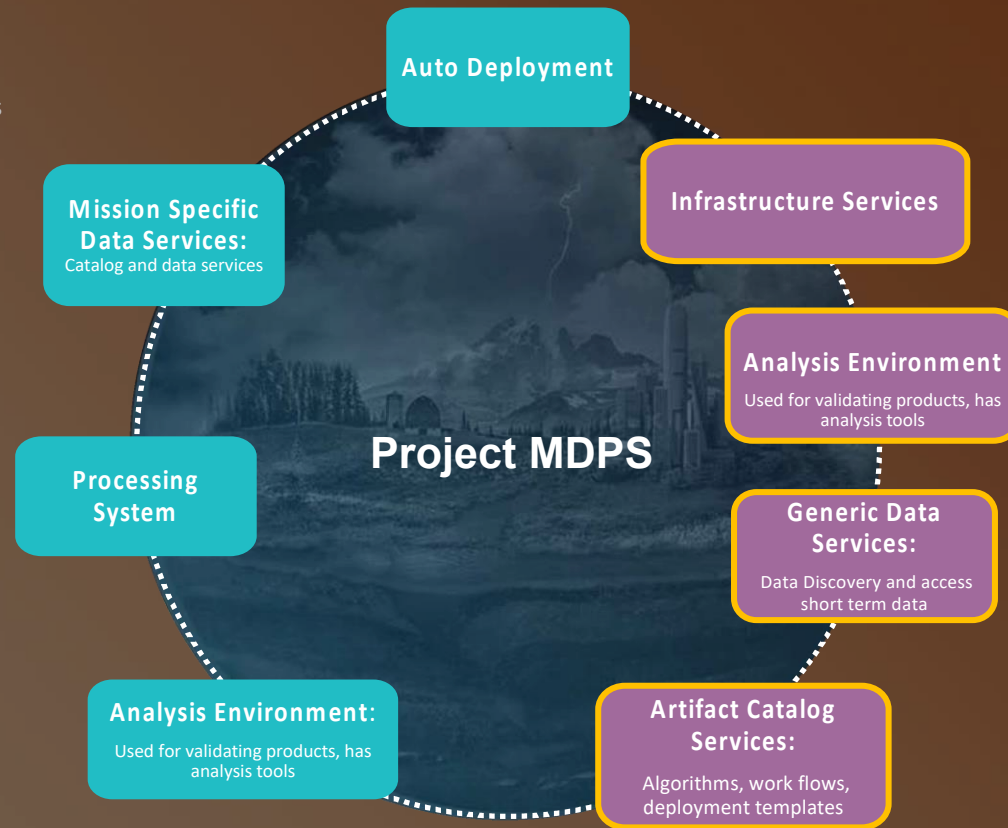 Auto Deployment
Infrastructure Services
Mission Specific
Data Services:
Catalog and data services
Analysis Environment
Used for validating products, has
analysis tools
Project MDPS
Processing
System
Generic Data
Services:
Data Discovery and access
short term data
Analysis Environment:
Used for validating products, has
analysis tools
Artifact Catalog
Services:
Algorithms, work flows,
deployment templates